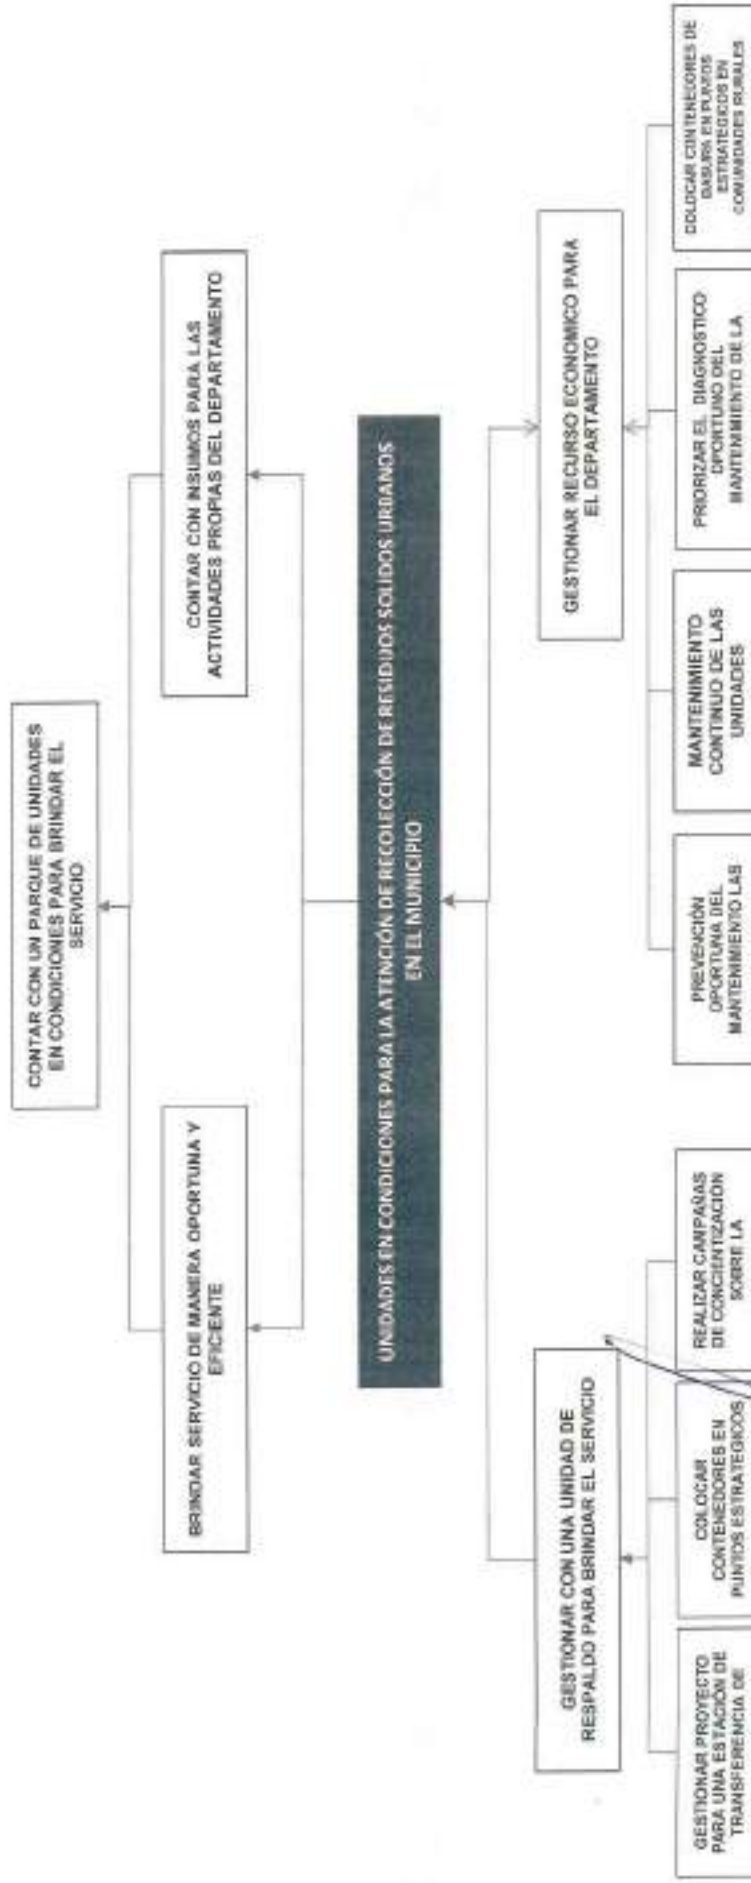 CONTAR CON UN PARQUE DE UNIDADES
EN CONDICIONES PARA BRINDAR EL
SERVICIO
BRINDAR SERVICIO DE MANERA OPORTUNA Y
EFICIENTE
CONTAR CON INSUMOS PARA LAS
ACTIVIDADES PROPIAS DEL DEPARTAMENTO
UNIDADES EN CONDICIONES PARA LA ATENCIÓN DE RECOLECCIÓN DE RESIDUOS SOLIDOS URBANOS
EN EL MUNICIPIO
GESTIONAR CON UNA UNIDAD DE
RESPALDO PARA BRINDAR EL SERVICIO
GESTIONAR RECURSO ECONOMICO PARA
EL DEPARTAMENTO
GESTIONAR PROYECTO
PARA UNA ESTACIÓN DE
TRANSFERENCIA DE
COLOCAR
CONTENEDORES EN
PUNTOS ESTRATEGICOS
REALIZAR CAMPAÑAS
DE CONCIENTIZACIÓN
SOBRE LA
PREVENCIÓN
OPORTUNA DEL
MANTENIMIENTO LAS
MANTENIMIENTO
CONTINUO DE LAS
UNIDADES
PRIORIZAR EL DIAGNOSTICO
OPORTUNO DEL
MANTENIMIENTO DE LA
COLOCAR CONTENEDORES DE
BASURA EN PUNTOS
ESTRATEGICOS EN
COMUNIDADES RURALES